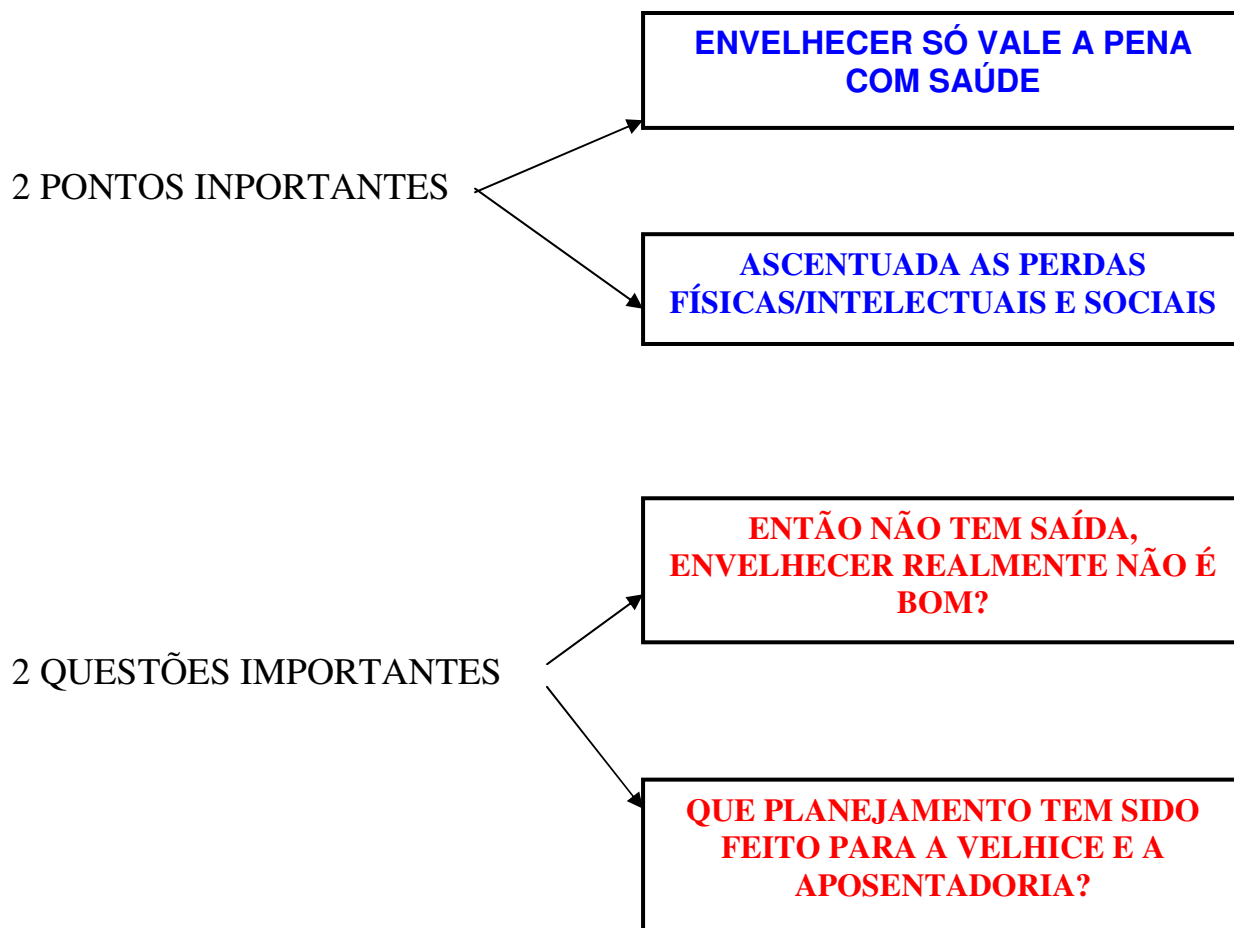 ENVELHECER SÓ VALE A PENA
COM SAÚDE
2 PONTOS INPORTANTES
ASCENTUADA AS PERDAS
FÍSICAS/INTELECTUAIS E SOCIAIS
ENTÃO NÃO TEM SAÍDA,
ENVELHECER REALMENTE NÃO É
BOM?
2 QUESTÕES IMPORTANTES
QUE PLANEJAMENTO TEM SIDO
FEITO PARA A VELHICE E A
APOSENTADORIA?